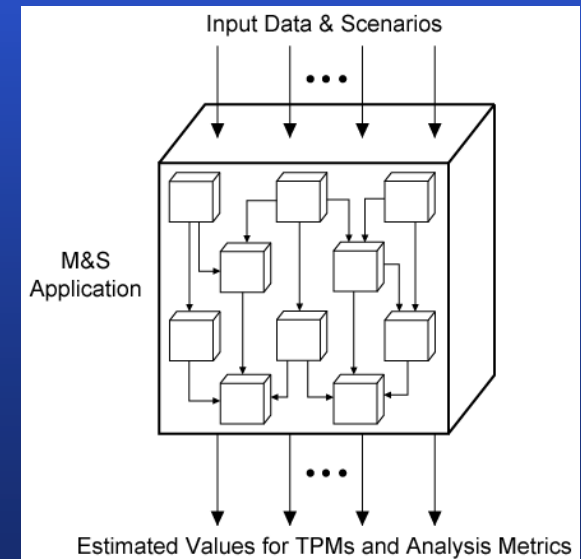 Input Data & Scenarios
M&S
Application
Estimated Values for TPMs and Analysis Metrics